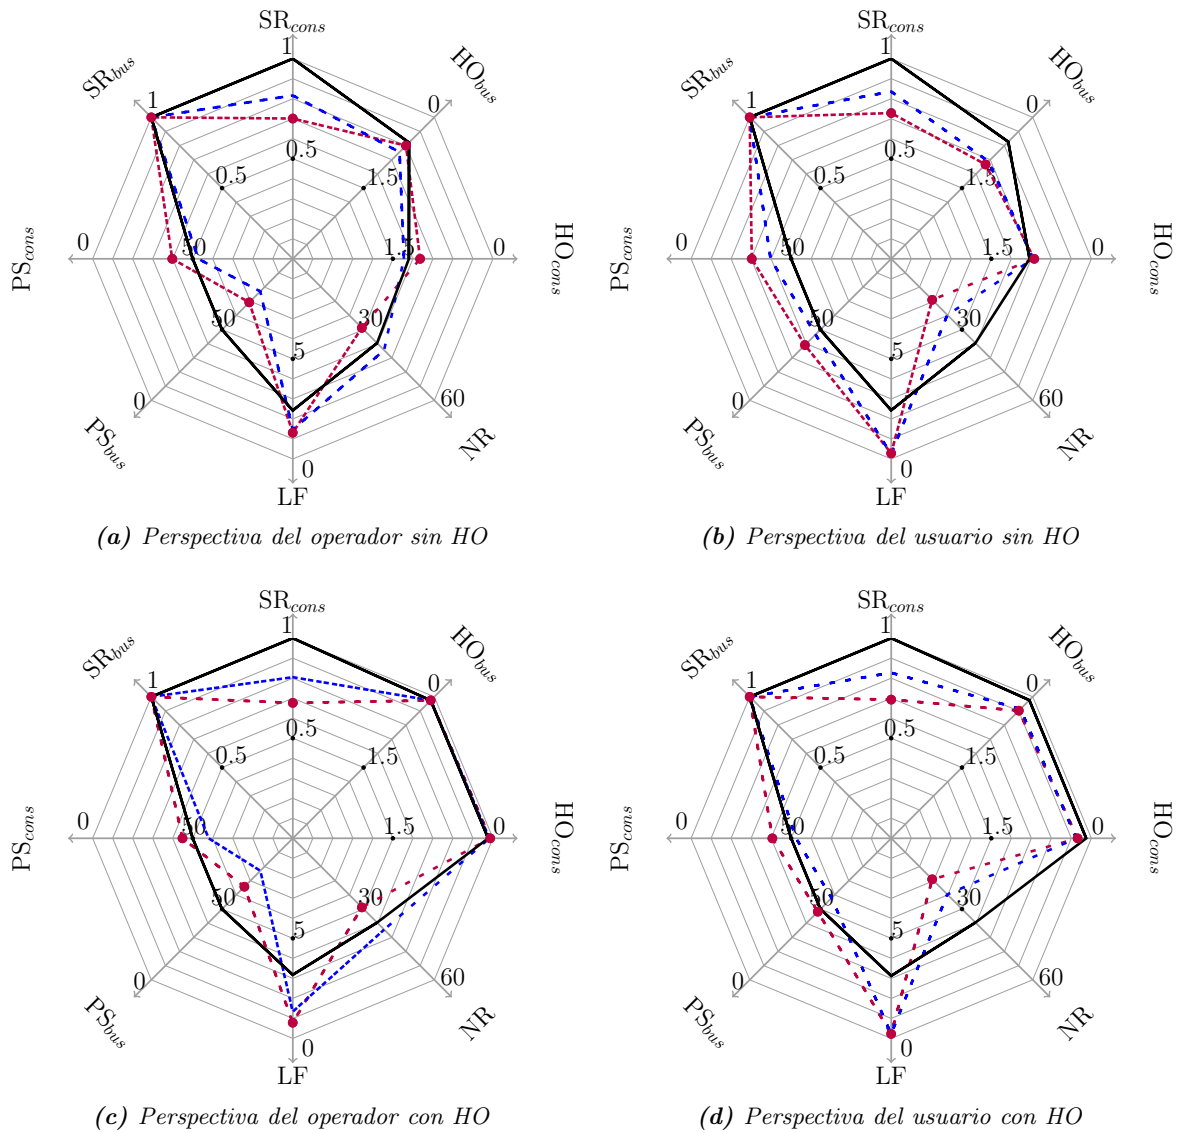 SR_cons SR_cons
1 1
SR_bus HO_bus SR_bus HO_bus
1 0 1 0
0.5 0.5
0.5 1.5 0.5 1.5
PS_cons 0 50 1.5 0 HO_cons PS_cons 0 50 1.5 0 HO_cons
50 30 50 30
5 5
0 60 0 60
PS_bus NR PS_bus NR
0 0
LF LF
(a) Perspectiva del operador sin HO (b) Perspectiva del usuario sin HO
SR_cons SR_cons
1 1
SR_bus HO_bus SR_bus HO_bus
1 0 1 0
0.5 0.5
0.5 1.5 0.5 1.5
PS_cons 0 50 1.5 0 HO_cons PS_cons 0 50 1.5 0 HO_cons
50 30 50 30
5 5
0 60 0 60
PS_bus NR PS_bus NR
0 0
LF LF
(c) Perspectiva del operador con HO (d) Perspectiva del usuario con HO